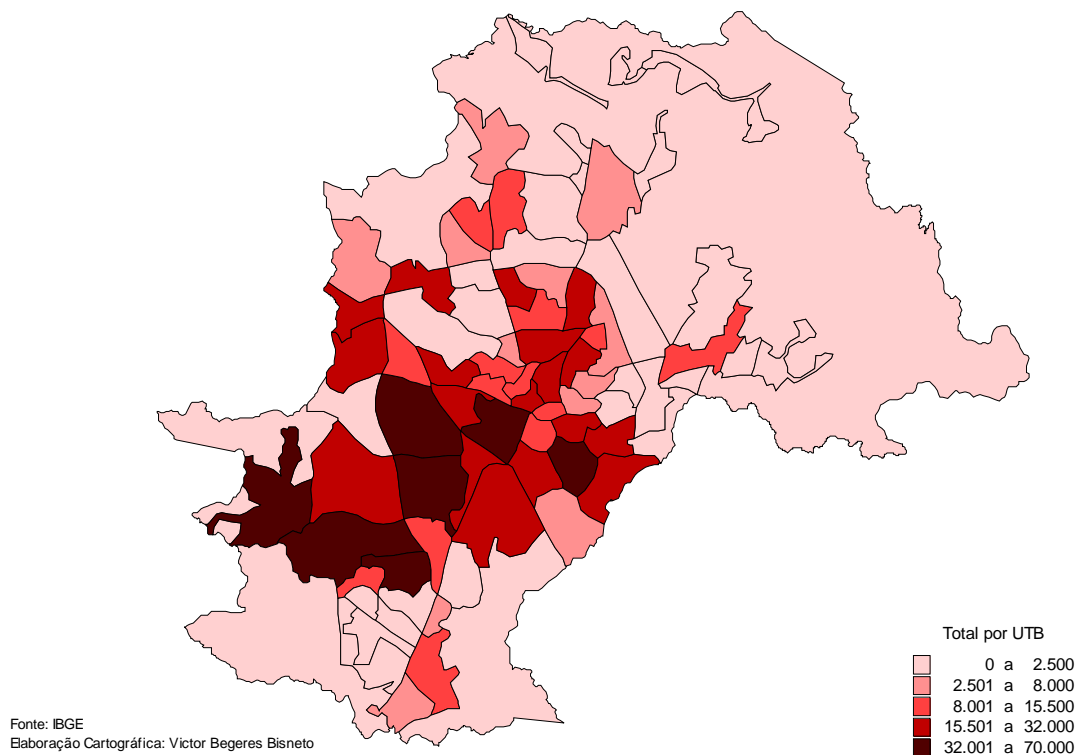 Total por UTB
0 a 2.500
2.501 a 8.000
8.001 a 15.500
15.501 a 32.000
32.001 a 70.000
Fonte: IBGE
Elaboração Cartográfica: Victor Begeres Bisneto